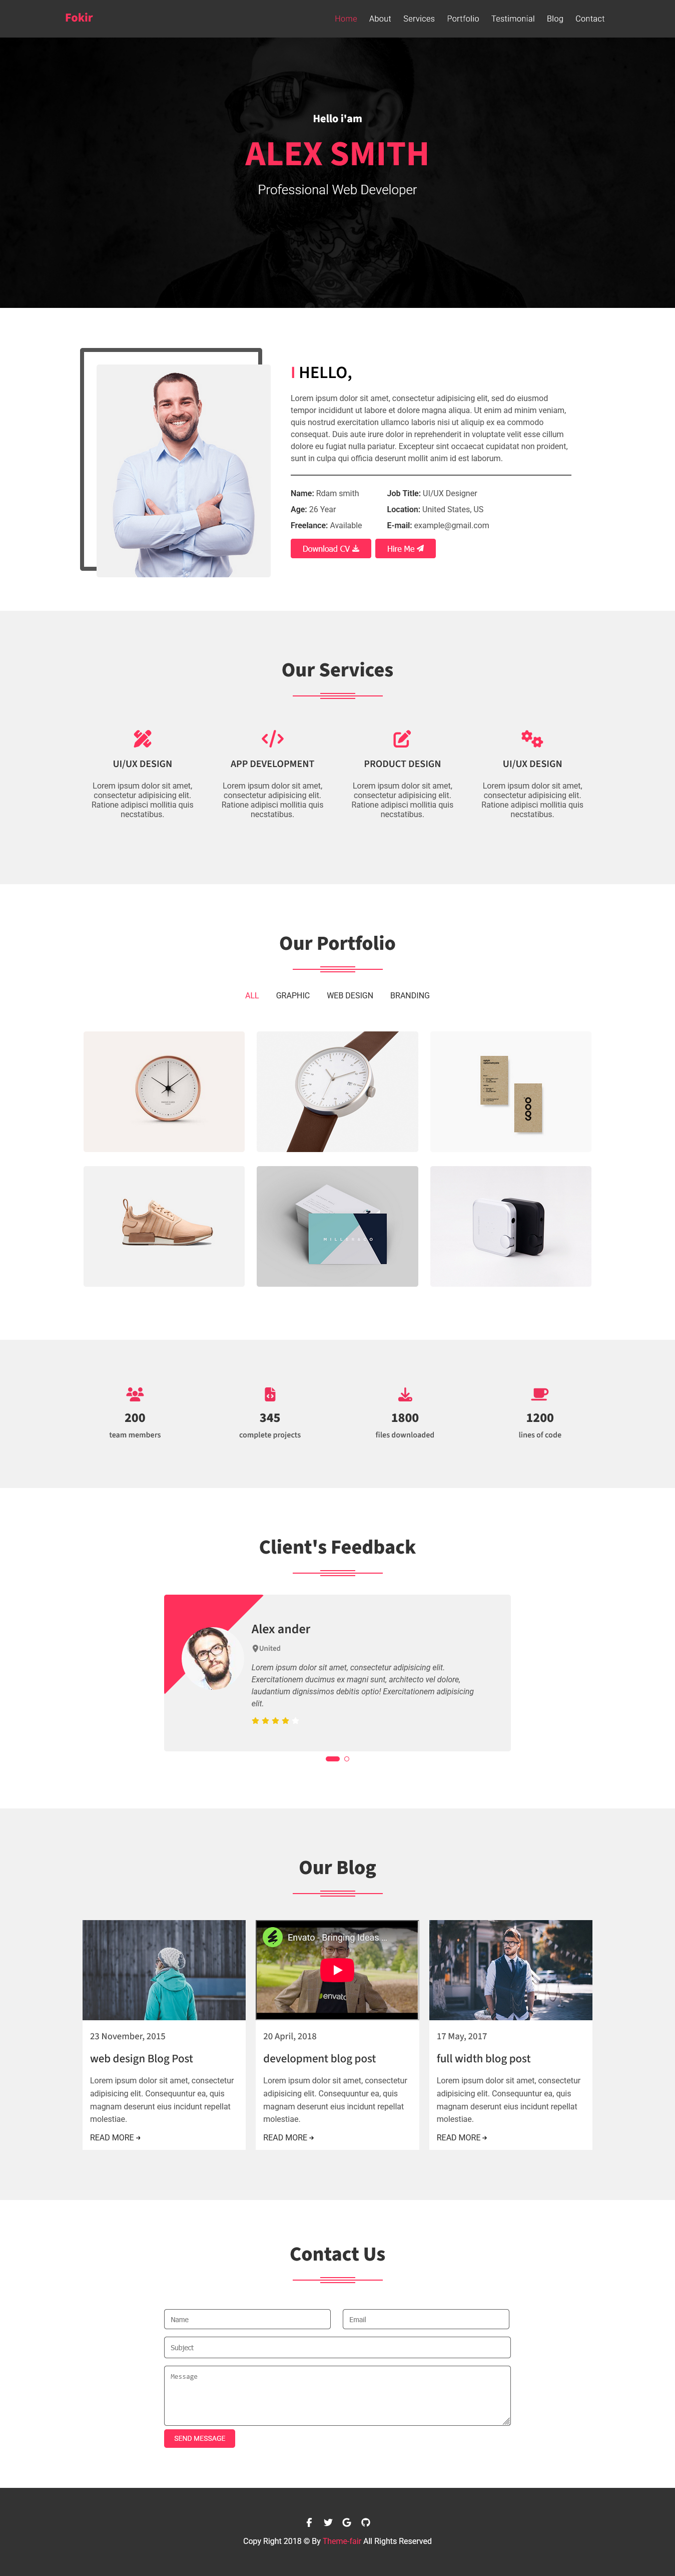 Fokir
Home About Services Portfolio Testimonial Blog Contact
Hello i'am
ALEX SMITH
Professional Web Developer
I HELLO,
Lorem ipsum dolor sit amet, consectetur adipisicing elit, sed do eiusmod
tempor incididunt ut labore et dolore magna aliqua. Ut enim ad minim veniam,
quis nostrud exercitation ullamco laboris nisi ut aliquip ex ea commodo
consequat. Duis aute irure dolor in reprehenderit in voluptate velit esse cillum
dolore eu fugiat nulla pariatur. Excepteur sint occaecat cupidatat non proident,
sunt in culpa qui officia deserunt mollit anim id est laborum.
Name: Rdam smith Job Title: UI/UX Designer
Age: 26 Year Location: United States, US
Freelance: Available E-mail: example@gmail.com
Download CV Hire Me
Our Services
UI/UX DESIGN
Lorem ipsum dolor sit amet,
consectetur adipisicing elit.
Ratione adipisci mollitia quis
necstatibus.
APP DEVELOPMENT
Lorem ipsum dolor sit amet,
consectetur adipisicing elit.
Ratione adipisci mollitia quis
necstatibus.
PRODUCT DESIGN
Lorem ipsum dolor sit amet,
consectetur adipisicing elit.
Ratione adipisci mollitia quis
necstatibus.
UI/UX DESIGN
Lorem ipsum dolor sit amet,
consectetur adipisicing elit.
Ratione adipisci mollitia quis
necstatibus.
Our Portfolio
ALL GRAPHIC WEB DESIGN BRANDING
200
team members
345
complete projects
1800
files downloaded
1200
lines of code
Client's Feedback
Alex ander
United
Lorem ipsum dolor sit amet, consectetur adipisicing elit.
Exercitationem ducimus ex magni sunt, architecto vel dolore,
laudantium dignissimos debitis optio! Exercitationem adipisicing
elit.
Our Blog
23 November, 2015
web design Blog Post
Lorem ipsum dolor sit amet, consectetur
adipisicing elit. Consequuntur ea, quis
magnam deserunt eius incidunt repellat
molestiae.
READ MORE
Envato - Bringing Ideas ...
envato
20 April, 2018
development blog post
Lorem ipsum dolor sit amet, consectetur
adipisicing elit. Consequuntur ea, quis
magnam deserunt eius incidunt repellat
molestiae.
READ MORE
17 May, 2017
full width blog post
Lorem ipsum dolor sit amet, consectetur
adipisicing elit. Consequuntur ea, quis
magnam deserunt eius incidunt repellat
molestiae.
READ MORE
Contact Us
Name Email
Subject
Message
SEND MESSAGE
Copy Right 2018 © By Theme-fair All Rights Reserved